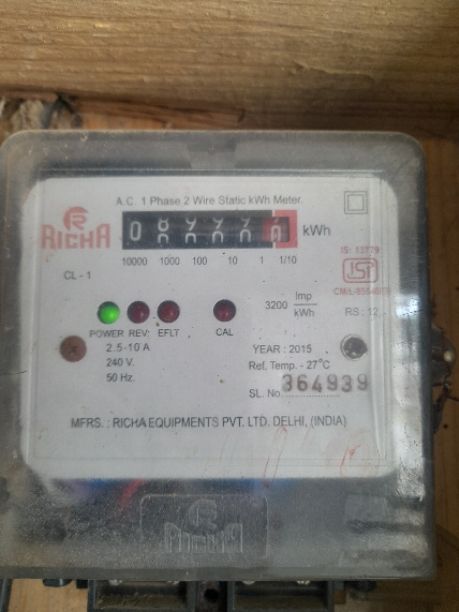 A.C. 1 Phase 2 Wire Static kWh Meter
RICHA
kWh
10000 1000 100 10 1 1/10
IS: 13779
CL - 1
ISI
3200 Imp/kWh
RS : 12.-
POWER REV. EFLT CAL
2.5-10 A
240 V.
50 Hz.
YEAR : 2015
Ref. Temp. - 27°C
SL. No. 364939
MFRS. : RICHA EQUIPMENTS PVT. LTD. DELHI, (INDIA)
RICHA